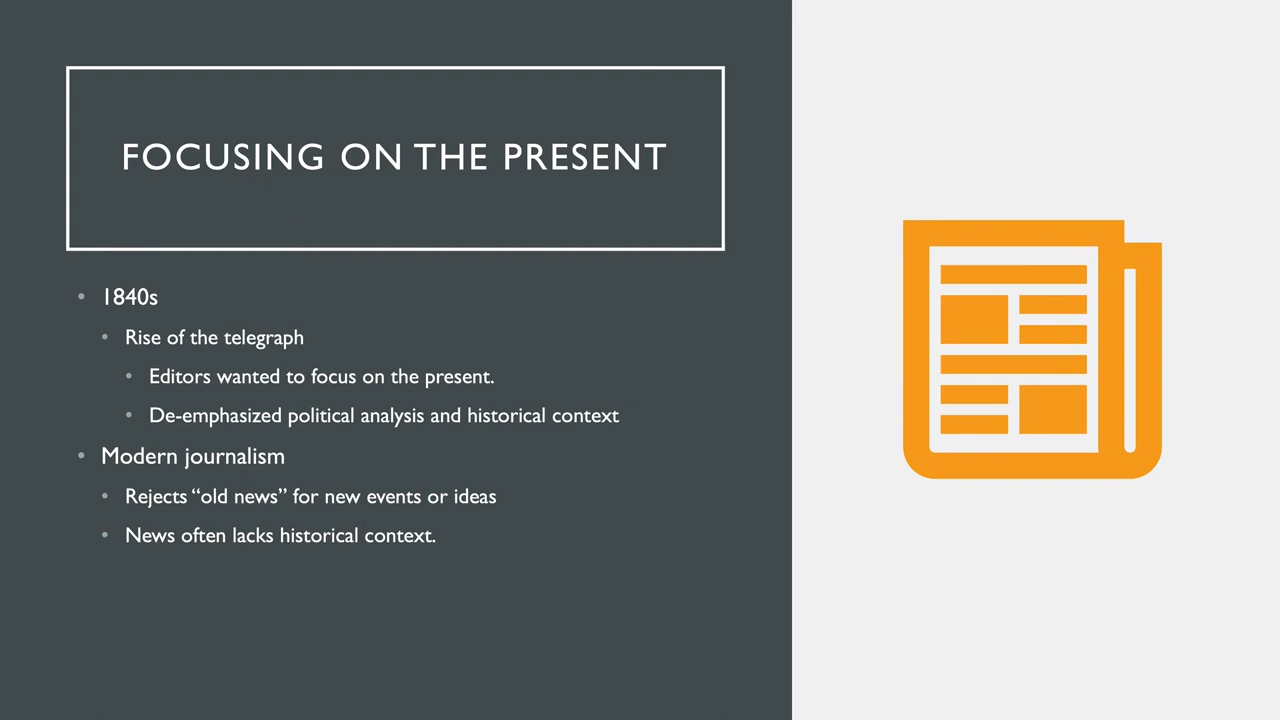 FOCUSING ON THE PRESENT
• 1840s
• Rise of the telegraph
• Editors wanted to focus on the present.
• De-emphasized political analysis and historical context
• Modern journalism
• Rejects “old news” for new events or ideas
• News often lacks historical context.